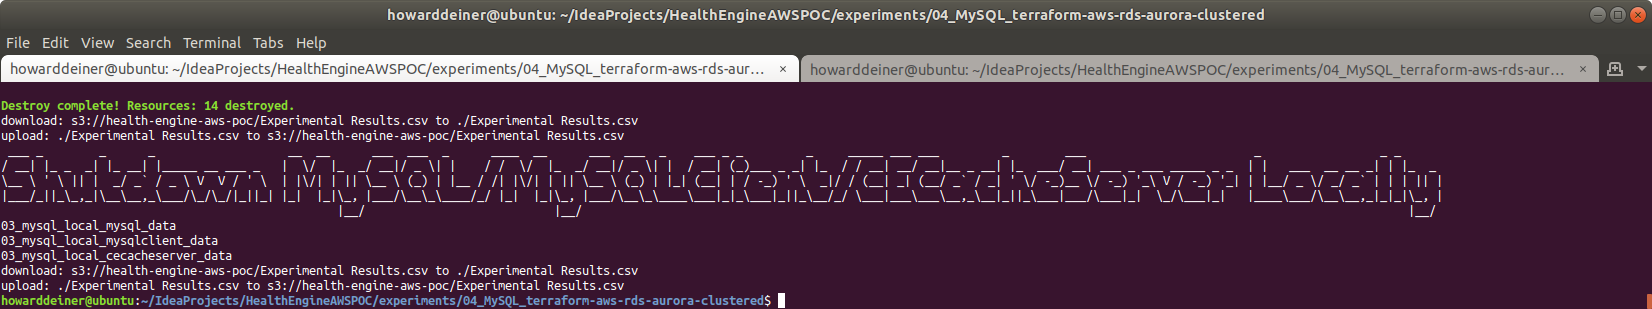 howarddeiner@ubuntu: ~/IdeaProjects/HealthEngineAWSPOC/experiments/04_MySQL_terraform-aws-rds-aurora-clustered
File Edit View Search Terminal Tabs Help
howarddeiner@ubuntu: ~/IdeaProjects/HealthEngineAWSPOC/experiments/04_MySQL_terraform-aws-rds-aur... × howarddeiner@ubuntu: ~/IdeaProjects/HealthEngineAWSPOC/experiments/04_MySQL_terraform-aws-rds-aur... ×
Destroy complete! Resources: 14 destroyed.
download: s3://health-engine-aws-poc/Experimental Results.csv to ./Experimental Results.csv
upload: ./Experimental Results.csv to s3://health-engine-aws-poc/Experimental Results.csv
Shutdown MySQL/MySQLClient/CECacheServer Locally
03_mysql_local_mysql_data
03_mysql_local_mysqlclient_data
03_mysql_local_cecacheserver_data
download: s3://health-engine-aws-poc/Experimental Results.csv to ./Experimental Results.csv
upload: ./Experimental Results.csv to s3://health-engine-aws-poc/Experimental Results.csv
howarddeiner@ubuntu:~/IdeaProjects/HealthEngineAWSPOC/experiments/04_MySQL_terraform-aws-rds-aurora-clustered$